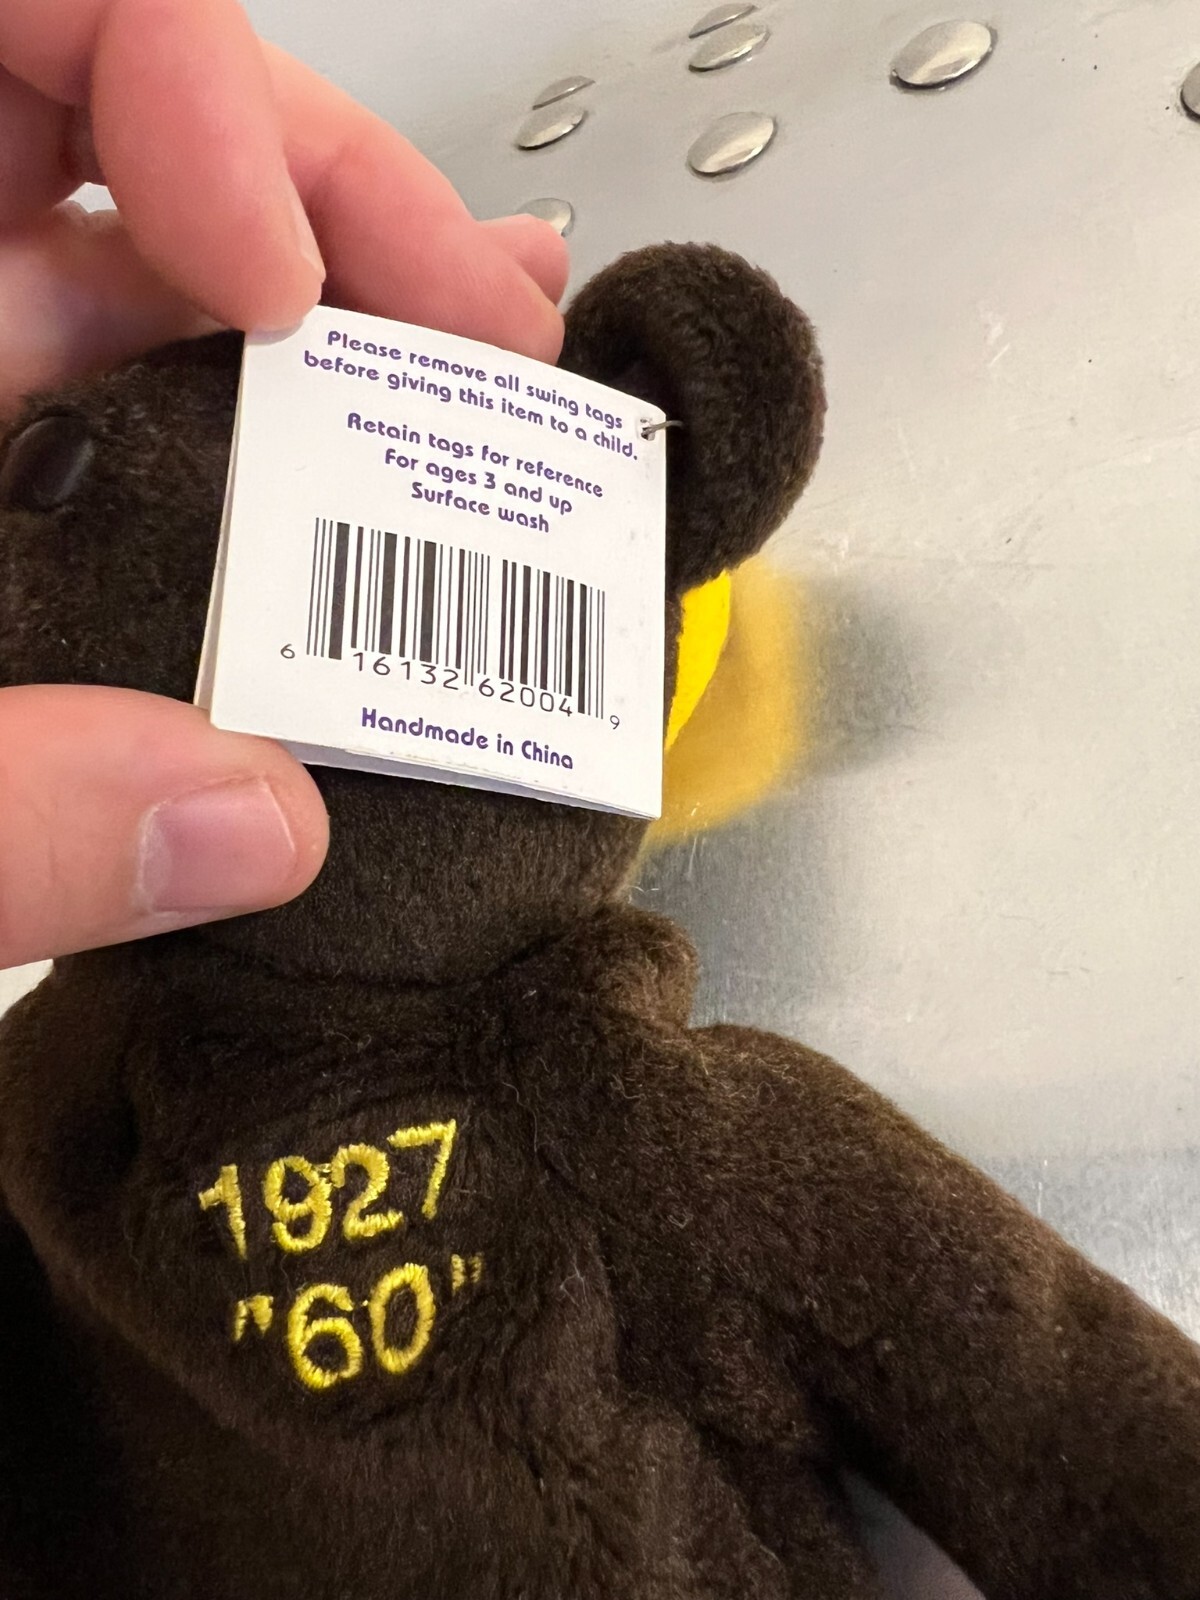 Please remove all swing tags
before giving this item to a child.
Retain tags for reference
For ages 3 and up
Surface wash
6 16132 62004 9
Handmade in China
1927
"60"